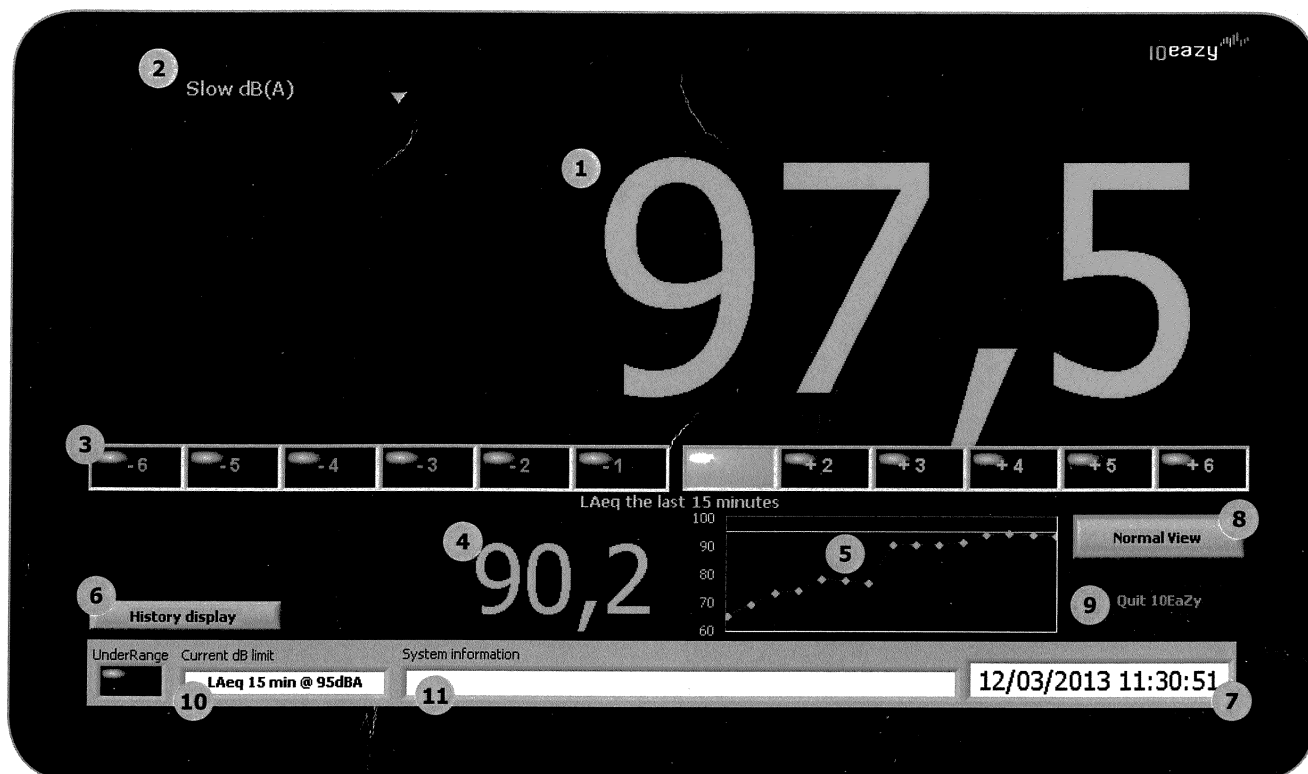 10eazy
2
Slow dB(A)
1
97,5
3
-6 -5 -4 -3 -2 -1 +2 +3 +4 +5 +6
LAeq the last 15 minutes
4
90,2
100
90
80
70
60
5
8
Normal View
6
History display
9
Quit 10EaZy
UnderRange Current dB limit System information
LAeq 15 min @ 95dBA
10
11
12/03/2013 11:30:51
7